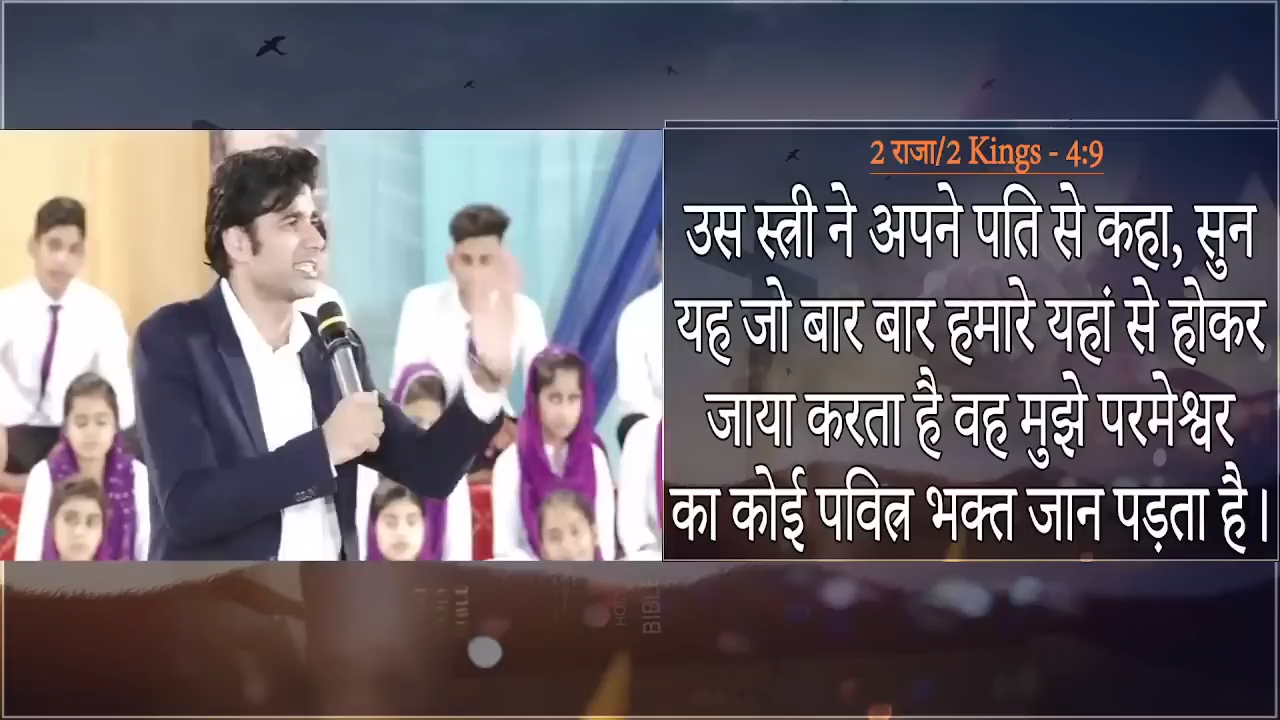 2 राजा/2 Kings - 4:9
उस स्त्री ने अपने पति से कहा, सुन
यह जो बार बार हमारे यहां से होकर
जाया करता है वह मुझे परमेश्वर
का कोई पवित्र भक्त जान पड़ता है।
BIBLE